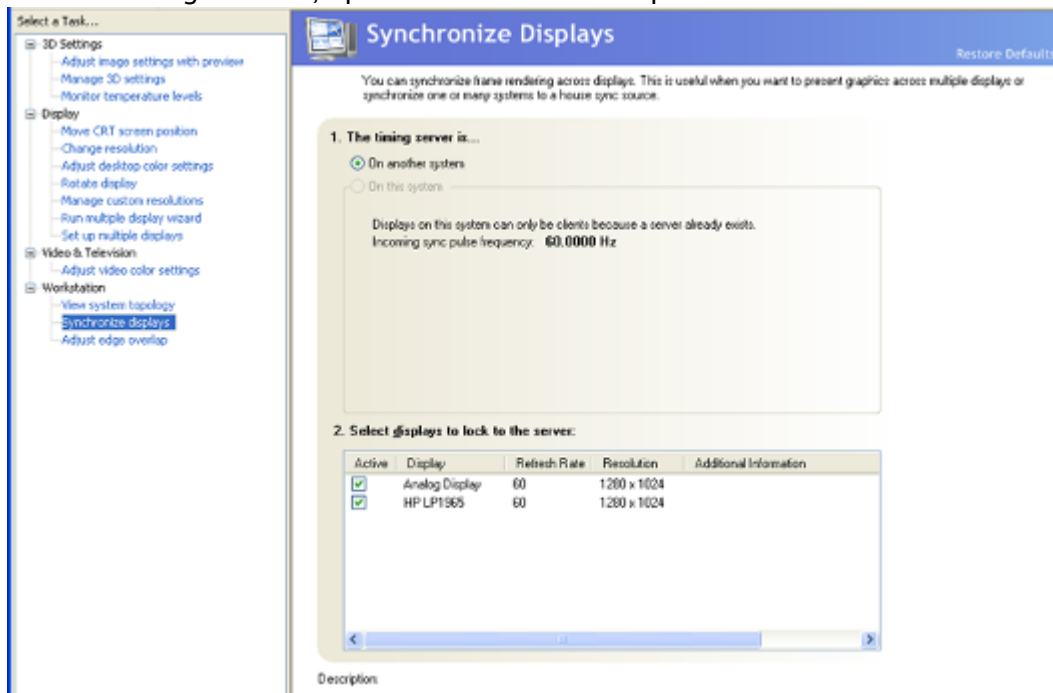 Select a Task...
3D Settings
Adjust image settings with preview
Manage 3D settings
Monitor temperature levels
Display
Move CRT screen position
Change resolution
Adjust desktop color settings
Rotate display
Manage custom resolutions
Run multiple display wizard
Set up multiple displays
Video & Television
Adjust video color settings
Workstation
View system topology
Synchronize displays
Adjust edge overlap
Synchronize Displays
Restore Defaults
You can synchronize frame rendering across displays. This is useful when you want to present graphics across multiple displays or
synchronize one or many systems to a house sync source.
1. The timing server is...
On another system
On this system
Displays on this system can only be clients because a server already exists.
Incoming sync pulse frequency: 60.0000 Hz
2. Select displays to lock to the server:
Active Display Refresh Rate Resolution Additional Information
Analog Display 60 1280 x 1024
HP LP1965 60 1280 x 1024
Description: